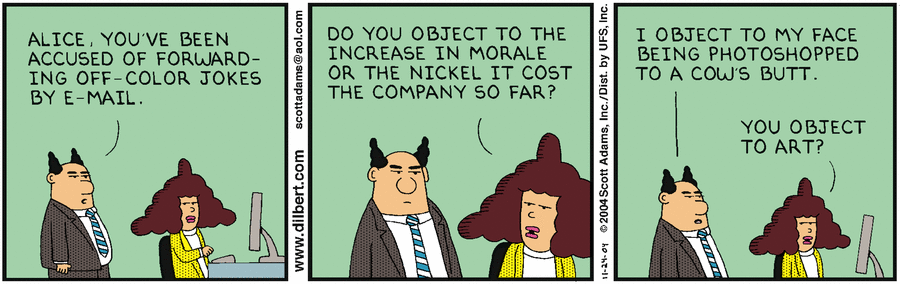 ALICE, YOU'VE BEEN
ACCUSED OF FORWARD-
ING OFF-COLOR JOKES
BY E-MAIL.
www.dilbert.com scottadams@aol.com
DO YOU OBJECT TO THE
INCREASE IN MORALE
OR THE NICKEL IT COST
THE COMPANY SO FAR?
11-24-04 © 2004 Scott Adams, Inc./Dist. by UFS, Inc.
I OBJECT TO MY FACE
BEING PHOTOSHOPPED
TO A COW'S BUTT.
YOU OBJECT
TO ART?